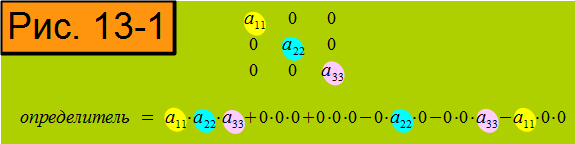 Рис. 13-1
a₁₁ 0 0
0 a₂₂ 0
0 0 a₃₃
определитель = a₁₁·a₂₂·a₃₃+0·0·0+0·0·0−0·a₂₂·0−0·0·a₃₃−a₁₁·0·0